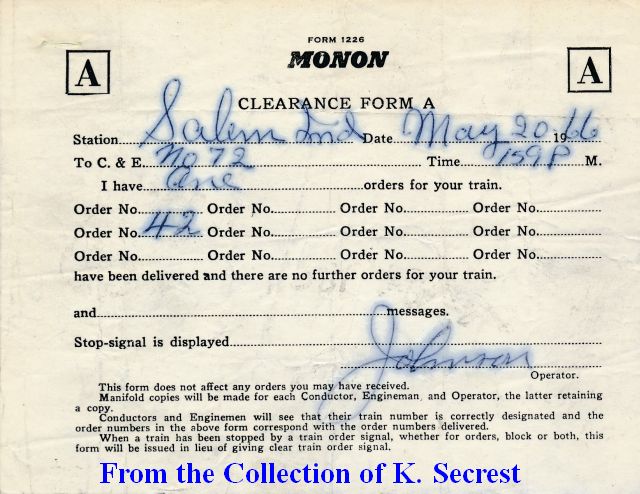 FORM 1226
MONON
A A
CLEARANCE FORM A
Station Salem Ind Date May 20 1966
To C. & E. No 72 Time 159 P M.
I have One orders for your train.
Order No. Order No. Order No. Order No.
Order No. 42 Order No. Order No. Order No.
Order No. Order No. Order No. Order No.
have been delivered and there are no further orders for your train.
and messages.
Stop-signal is displayed
Johnson
Operator.
This form does not affect any orders you may have received.
Manifold copies will be made for each Conductor, Engineman, and Operator, the latter retaining
a copy.
Conductors and Enginemen will see that their train number is correctly designated and the
order numbers in the above form correspond with the order numbers delivered.
When a train has been stopped by a train order signal, whether for orders, block or both, this
form will be issued in lieu of giving clear train order signal.
From the Collection of K. Secrest